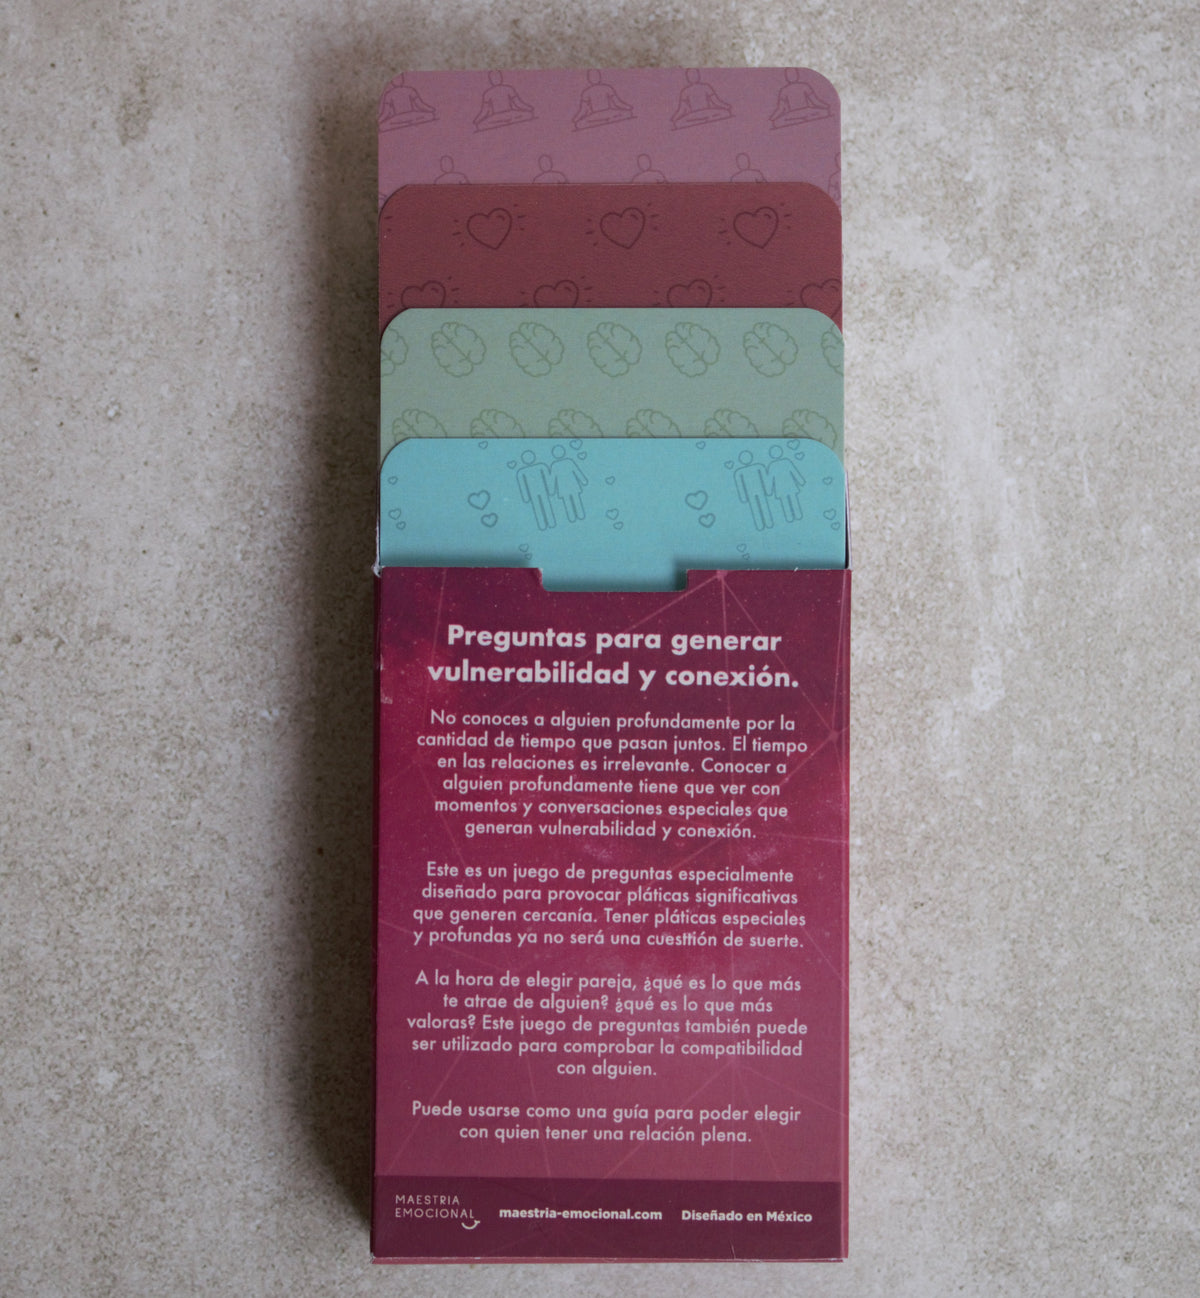 Preguntas para generar
vulnerabilidad y conexión.
No conoces a alguien profundamente por la
cantidad de tiempo que pasan juntos. El tiempo
en las relaciones es irrelevante. Conocer a
alguien profundamente tiene que ver con
momentos y conversaciones especiales que
generan vulnerabilidad y conexión.
Este es un juego de preguntas especialmente
diseñado para provocar pláticas significativas
que generen cercanía. Tener pláticas especiales
y profundas ya no será una cuesttión de suerte.
A la hora de elegir pareja, ¿qué es lo que más
te atrae de alguien? ¿qué es lo que más
valoras? Este juego de preguntas también puede
ser utilizado para comprobar la compatibilidad
con alguien.
Puede usarse como una guía para poder elegir
con quien tener una relación plena.
MAESTRIA
EMOCIONAL
maestria-emocional.com Diseñado en México